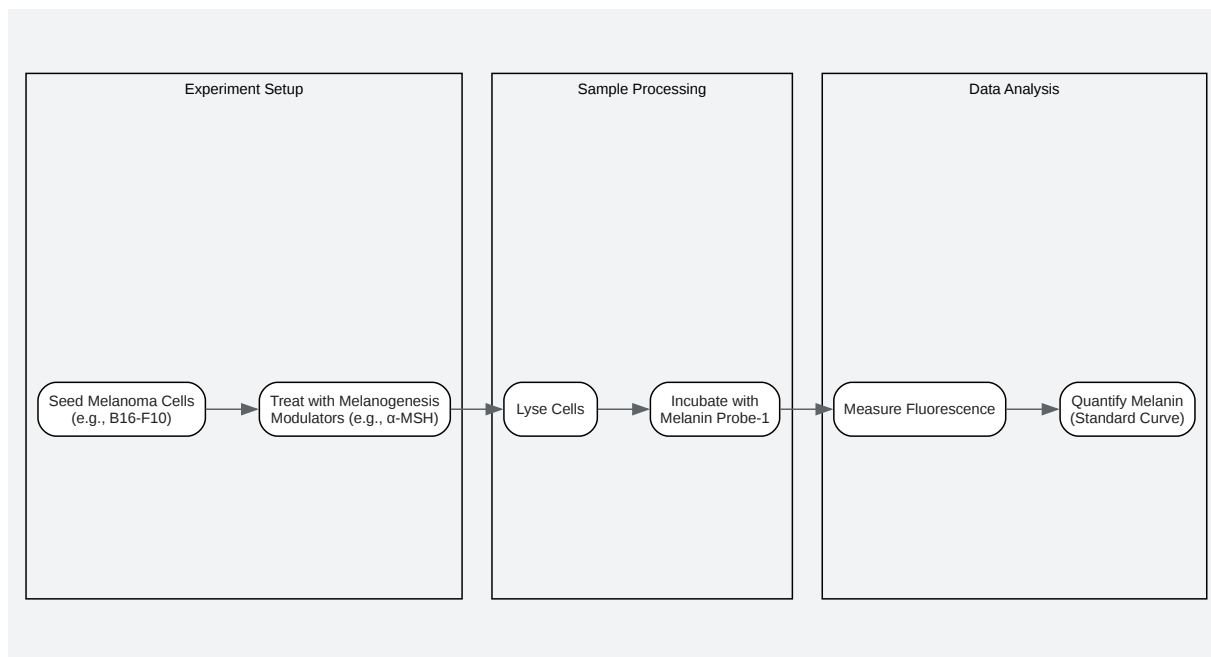 Experiment Setup
Seed Melanoma Cells
(e.g., B16-F10)
Treat with Melanogenesis
Modulators (e.g., α-MSH)
Sample Processing
Lyse Cells
Incubate with
Melanin Probe-1
Data Analysis
Measure Fluorescence
Quantify Melanin
(Standard Curve)